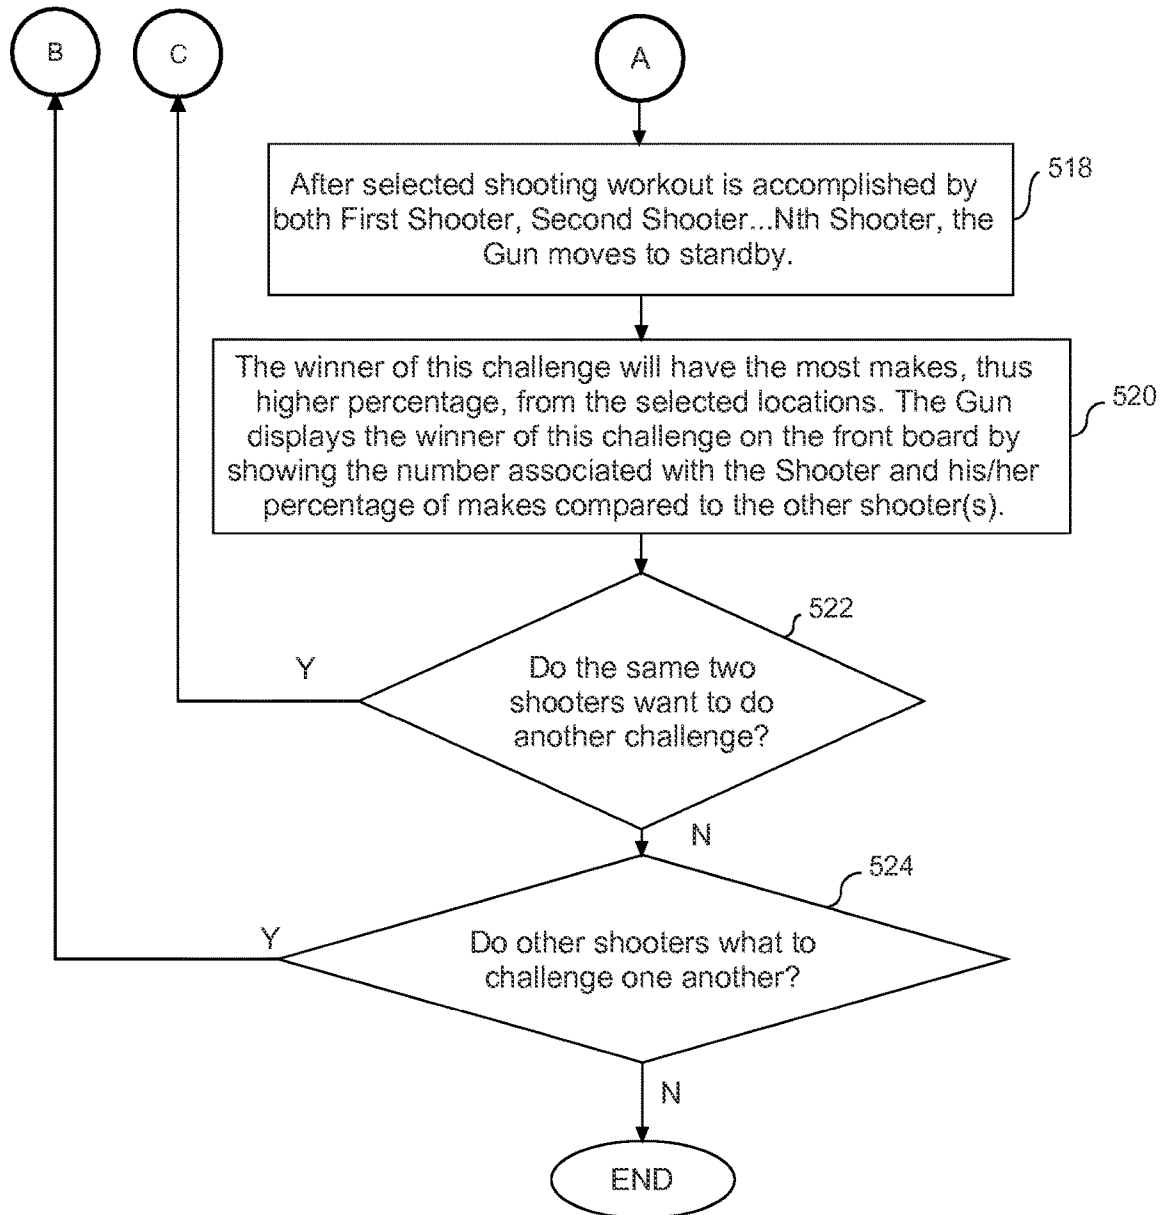 B
C
A
518
After selected shooting workout is accomplished by
both First Shooter, Second Shooter...Nth Shooter, the
Gun moves to standby.
520
The winner of this challenge will have the most makes, thus
higher percentage, from the selected locations. The Gun
displays the winner of this challenge on the front board by
showing the number associated with the Shooter and his/her
percentage of makes compared to the other shooter(s).
522
Y
Do the same two
shooters want to do
another challenge?
N
524
Y
Do other shooters what to
challenge one another?
N
END